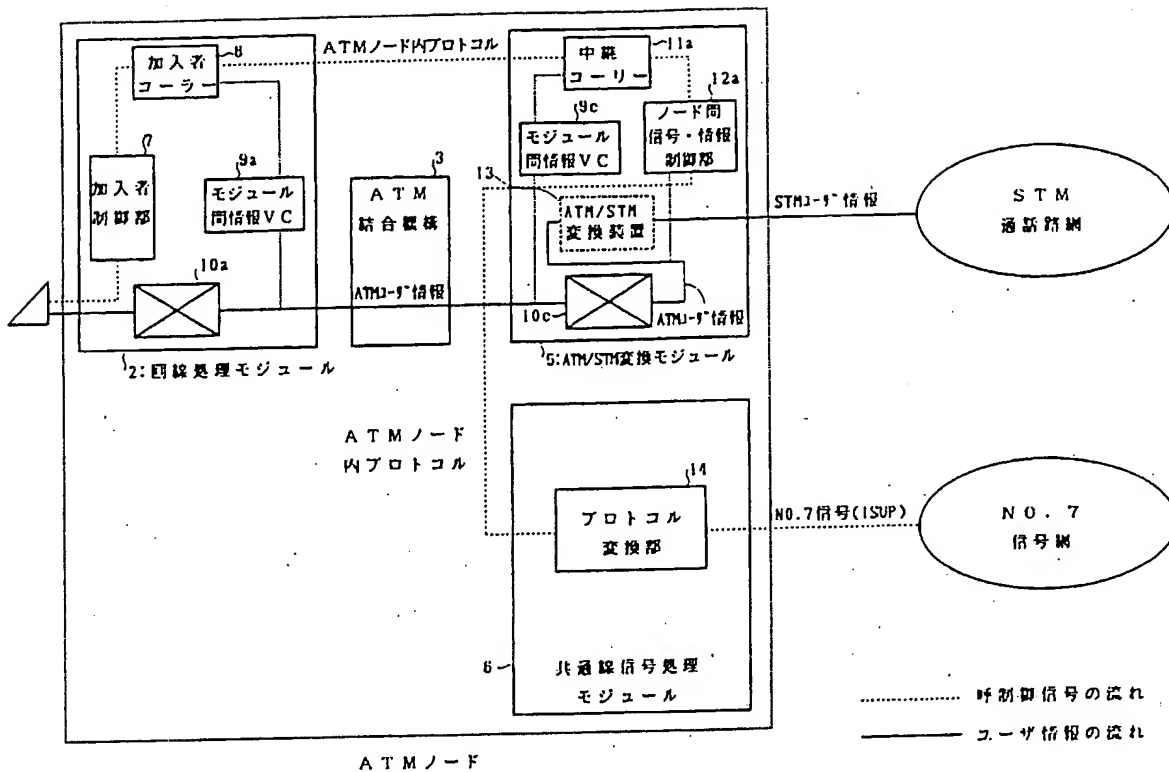 8
加入者
コーラー
ATMノード内プロトコル
中継
コーリー
11a
12a
ノード間
信号・情報
制御部
7
加入者
制御部
9a
モジュール
間情報VC
3
ATM
結合機構
9c
モジュール
間情報VC
13
ATM/STM
変換装置
STMユーザ情報
STM
通話路網
10a
ATMユーザ情報
10c
ATMユーザ情報
2:回線処理モジュール
5:ATM/STM変換モジュール
ATMノード
内プロトコル
14
プロトコル
変換部
NO.7信号(ISUP)
NO.7
信号網
6
共通線信号処理
モジュール
呼制御信号の流れ
ユーザ情報の流れ
ATMノード